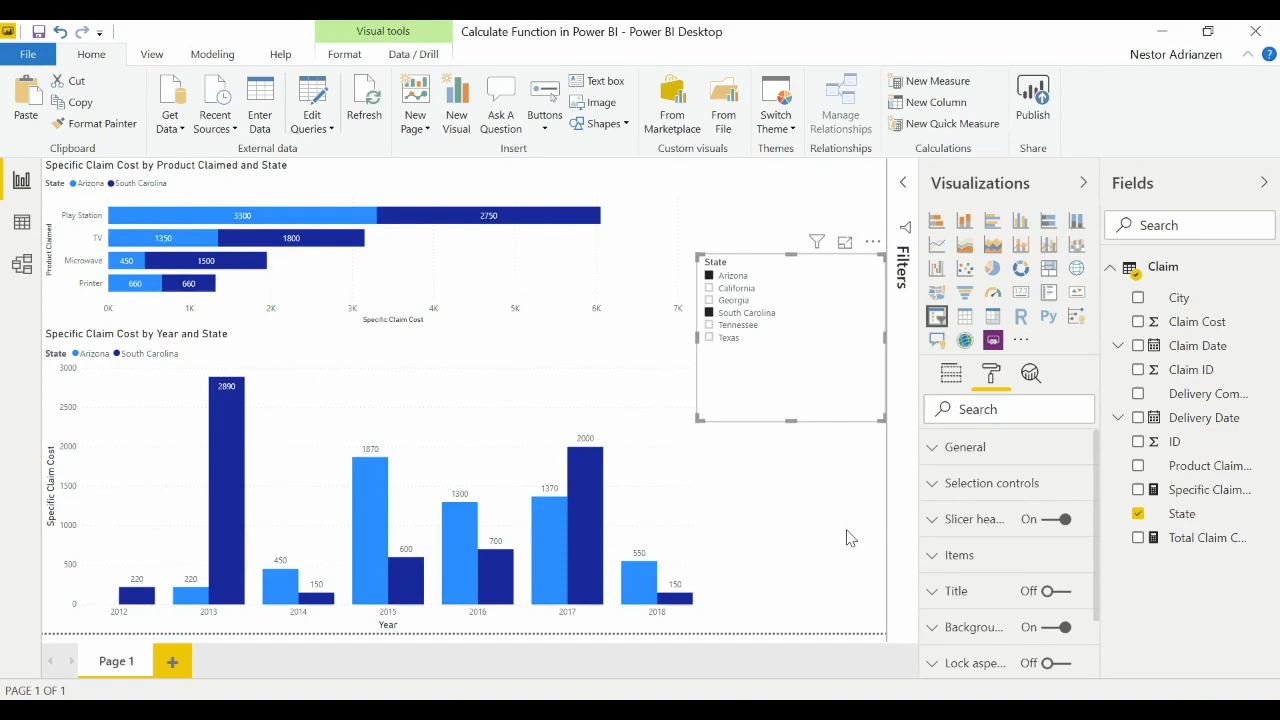 Visual tools
Calculate Function in Power BI - Power BI Desktop
File Home View Modeling Help Format Data / Drill
Nestor Adrianzen
Paste
Cut
Copy
Format Painter
Clipboard
Get Data
Recent Sources
Enter Data
Edit Queries
Refresh
External data
New Page
New Visual
Ask A Question
Buttons
Text box
Image
Shapes
Insert
From Marketplace
From File
Custom visuals
Switch Theme
Themes
Manage Relationships
Relationships
New Measure
New Column
New Quick Measure
Calculations
Publish
Share
Specific Claim Cost by Product Claimed and State
State Arizona South Carolina
Product Claimed
Play Station 3300 2750
TV 1350 1800
Microwave 450 1500
Printer 660 660
0K 1K 2K 3K 4K 5K 6K 7K
Specific Claim Cost
State
Arizona
California
Georgia
South Carolina
Tennessee
Texas
Specific Claim Cost by Year and State
State Arizona South Carolina
Specific Claim Cost
3000
2500
2000
1500
1000
500
0
220
220
2890
450
150
1870
600
1300
700
1370
2000
550
150
2012 2013 2014 2015 2016 2017 2018
Year
Filters
Visualizations
R
Py
123
Search
General
Selection controls
Slicer hea... On
Items
Title Off
Backgrou... On
Lock aspe... Off
Fields
Search
Claim
City
Claim Cost
Claim Date
Claim ID
Delivery Com...
Delivery Date
ID
Product Claim...
Specific Claim...
State
Total Claim C...
Page 1
PAGE 1 OF 1